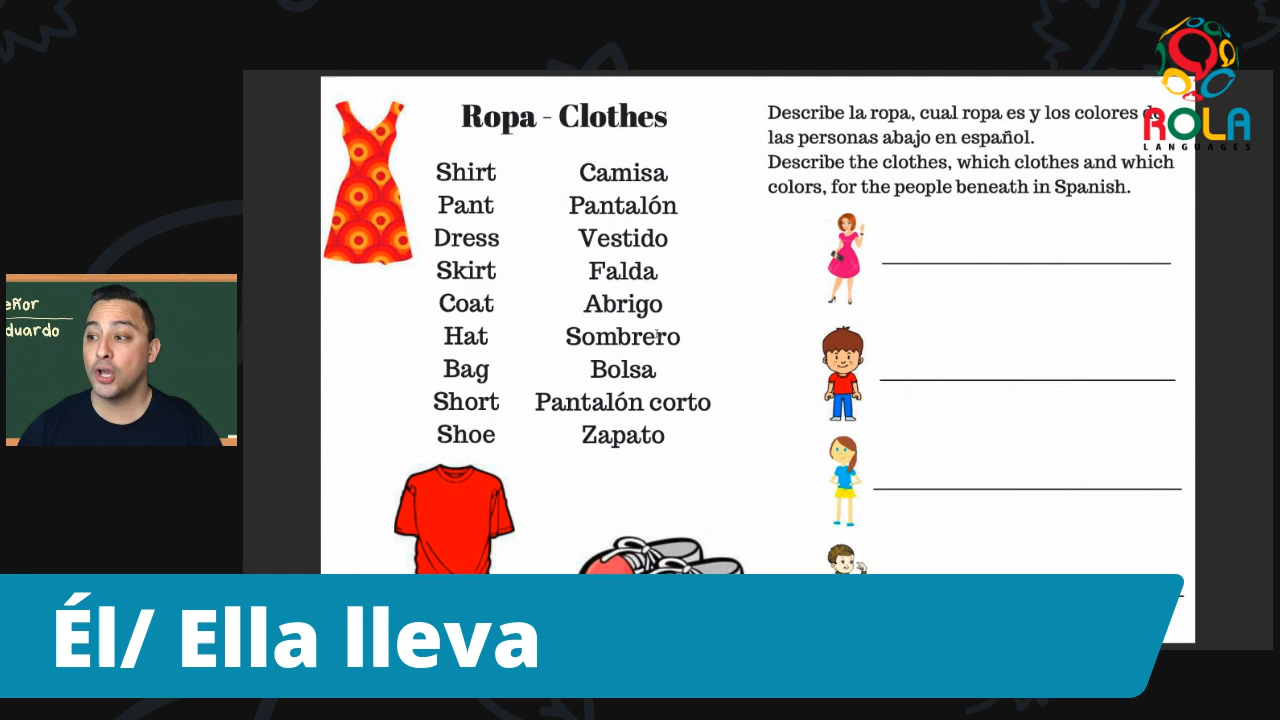 Ropa - Clothes
Shirt Camisa
Pant Pantalón
Dress Vestido
Skirt Falda
Coat Abrigo
Hat Sombrero
Bag Bolsa
Short Pantalón corto
Shoe Zapato
Describe la ropa, cual ropa es y los colores de
las personas abajo en español.
Describe the clothes, which clothes and which
colors, for the people beneath in Spanish.
ROLA
LANGUAGES
eñor
duardo
Él/ Ella lleva